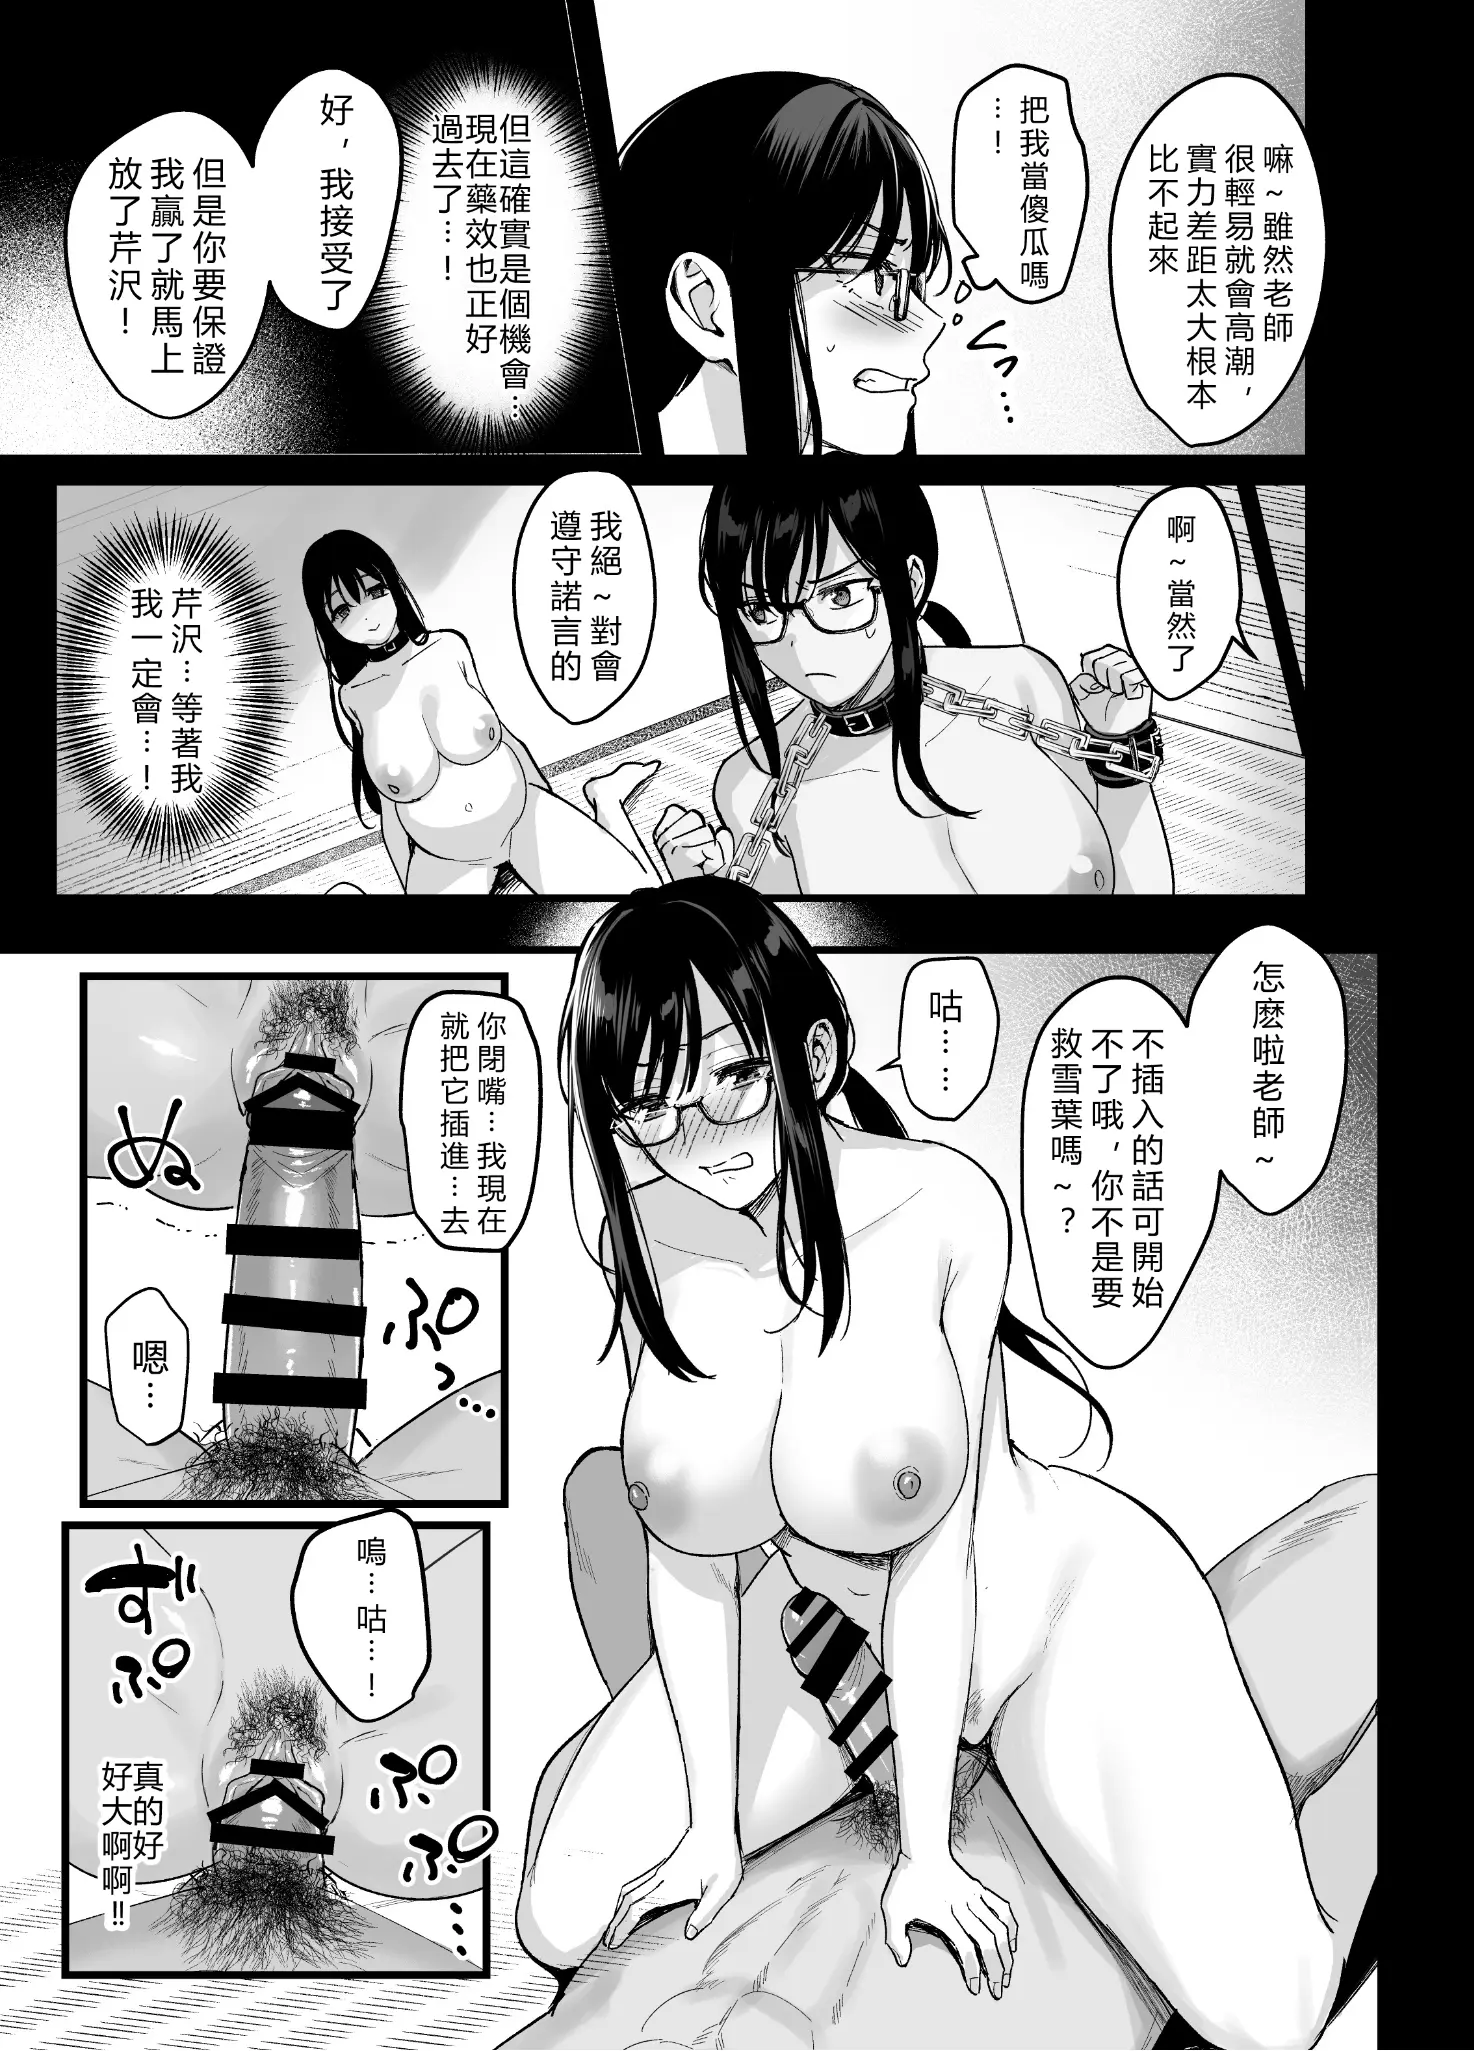 嘛~雖然老師
很輕易就會高潮，
實力差距太大根本
比不起來
把我當傻瓜嗎
…！
但這確實是個機會…
現在藥效也正好
過去了…！
好，我接受了
但是你要保證
我贏了就馬上
放了芹沢！
啊~當然了
我絕~對會
遵守諾言的
芹沢…等著我
我一定會…！
怎麼啦老師~
不插入的話可開始
不了哦，你不是要
救雪葉嗎~？
咕……
你閉嘴…我現在
就把它插進…去
ぬ
ぷ
っ…
嗯…
嗚…咕…！
ず
ぷ
ぷ
ぷ
…
真的好
好大啊啊!!